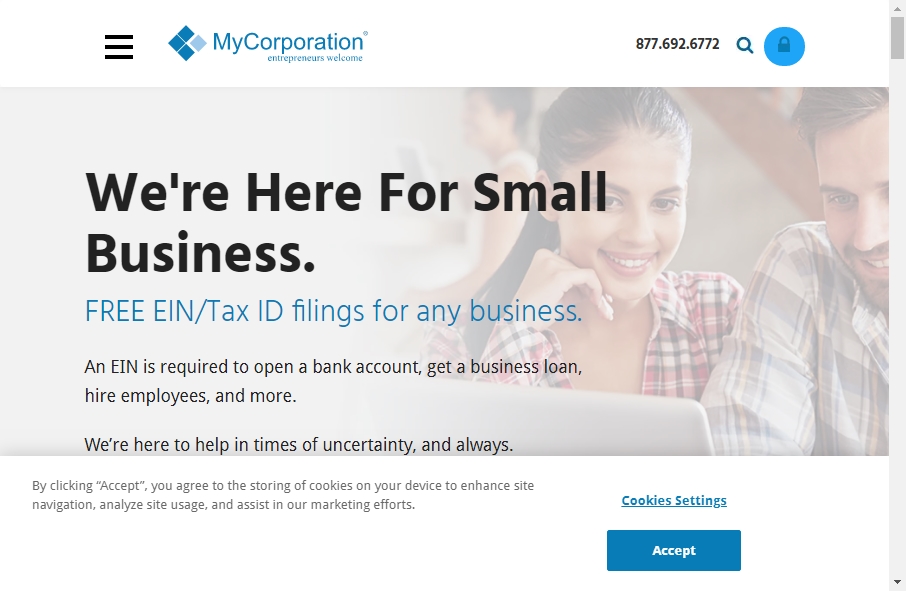 MyCorporation®
entrepreneurs welcome
877.692.6772
We're Here For Small
Business.
FREE EIN/Tax ID filings for any business.
An EIN is required to open a bank account, get a business loan,
hire employees, and more.
We’re here to help in times of uncertainty, and always.
By clicking “Accept”, you agree to the storing of cookies on your device to enhance site
navigation, analyze site usage, and assist in our marketing efforts.
Cookies Settings
Accept